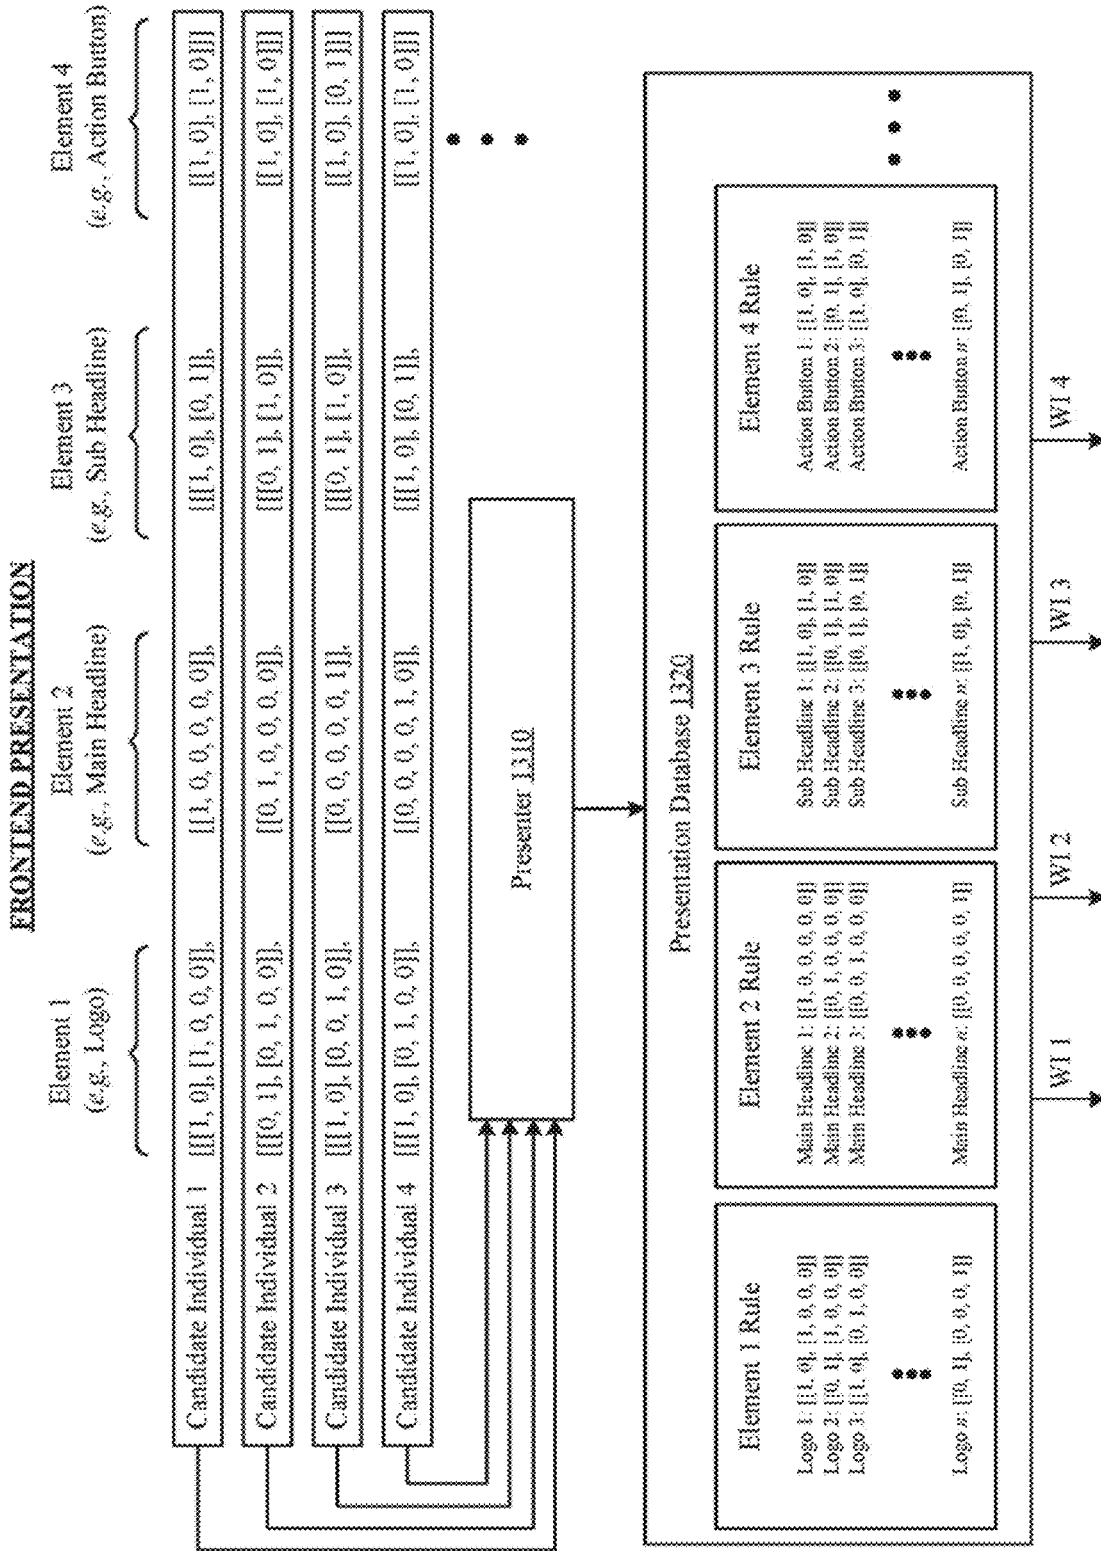 FRONTEND PRESENTATION
Element 1
(e.g., Logo)
Element 2
(e.g., Main Headline)
Element 3
(e.g., Sub Headline)
Element 4
(e.g., Action Button)
Candidate Individual 1 [[[[1, 0], [1, 0, 0, 0]], [[1, 0, 0, 0, 0, 0]], [[[1, 0], [0, 1]], [[1, 0], [1, 0]]]
Candidate Individual 2 [[[[0, 1], [0, 1, 0, 0]], [[0, 1, 0, 0, 0, 0]], [[[0, 1], [1, 0]], [[1, 0], [1, 0]]]
Candidate Individual 3 [[[[1, 0], [0, 0, 1, 0]], [[0, 0, 0, 0, 0, 1]], [[[0, 1], [1, 0]], [[1, 0], [0, 1]]]
Candidate Individual 4 [[[[1, 0], [0, 1, 0, 0]], [[0, 0, 0, 0, 1, 0]], [[[1, 0], [0, 1]], [[1, 0], [1, 0]]]
Presenter 1310
Presentation Database 1320
Element 1 Rule
Logo 1: [[1, 0], [1, 0, 0, 0]]
Logo 2: [[0, 1], [1, 0, 0, 0]]
Logo 3: [[1, 0], [0, 1, 0, 0]]
Logo n: [[0, 1], [0, 0, 0, 1]]
Element 2 Rule
Main Headline 1: [[1, 0, 0, 0, 0, 0]]
Main Headline 2: [[0, 1, 0, 0, 0, 0]]
Main Headline 3: [[0, 0, 1, 0, 0, 0]]
Main Headline n: [[0, 0, 0, 0, 0, 1]]
Element 3 Rule
Sub Headline 1: [[1, 0], [1, 0]]
Sub Headline 2: [[0, 1], [1, 0]]
Sub Headline 3: [[0, 1], [0, 1]]
Sub Headline n: [[1, 0], [0, 1]]
Element 4 Rule
Action Button 1: [[1, 0], [1, 0]]
Action Button 2: [[0, 1], [1, 0]]
Action Button 3: [[1, 0], [0, 1]]
Action Button n: [[0, 1], [0, 1]]
WI 1
WI 2
WI 3
WI 4